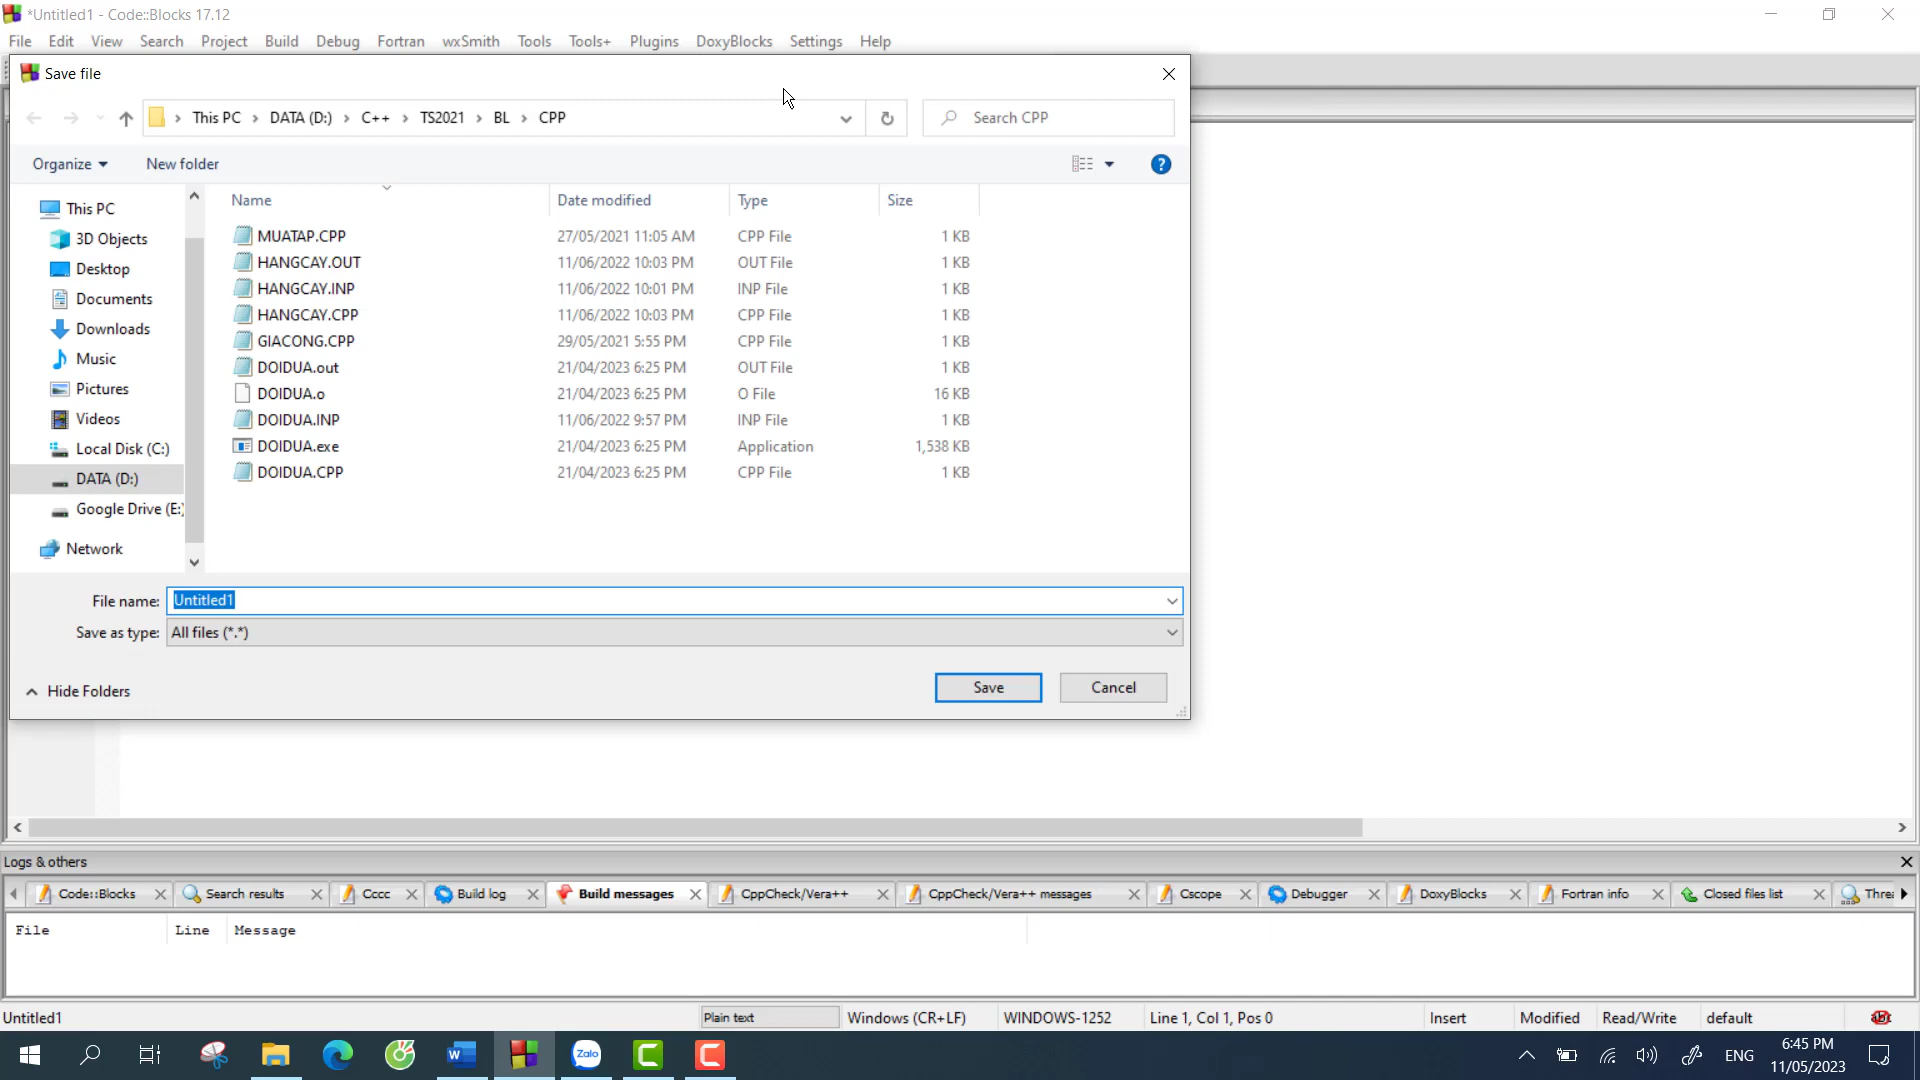 *Untitled1 - Code::Blocks 17.12
File Edit View Search Project Build Debug Fortran wxSmith Tools Tools+ Plugins DoxyBlocks Settings Help
Save file
This PC › DATA (D:) › C++ › TS2021 › BL › CPP
Search CPP
Organize New folder
This PC
3D Objects
Desktop
Documents
Downloads
Music
Pictures
Videos
Local Disk (C:)
DATA (D:)
Google Drive (E:)
Network
Name Date modified Type Size
MUATAP.CPP 27/05/2021 11:05 AM CPP File 1 KB
HANGCAY.OUT 11/06/2022 10:03 PM OUT File 1 KB
HANGCAY.INP 11/06/2022 10:01 PM INP File 1 KB
HANGCAY.CPP 11/06/2022 10:03 PM CPP File 1 KB
GIACONG.CPP 29/05/2021 5:55 PM CPP File 1 KB
DOIDUA.out 21/04/2023 6:25 PM OUT File 1 KB
DOIDUA.o 21/04/2023 6:25 PM O File 16 KB
DOIDUA.INP 11/06/2022 9:57 PM INP File 1 KB
DOIDUA.exe 21/04/2023 6:25 PM Application 1,538 KB
DOIDUA.CPP 21/04/2023 6:25 PM CPP File 1 KB
File name: Untitled1
Save as type: All files (*.*)
Hide Folders
Save Cancel
Logs & others
Code::Blocks Search results Cccc Build log Build messages CppCheck/Vera++ CppCheck/Vera++ messages Cscope Debugger DoxyBlocks Fortran info Closed files list Threa
File Line Message
Untitled1 Plain text Windows (CR+LF) WINDOWS-1252 Line 1, Col 1, Pos 0 Insert Modified Read/Write default
Zalo
ENG
6:45 PM
11/05/2023